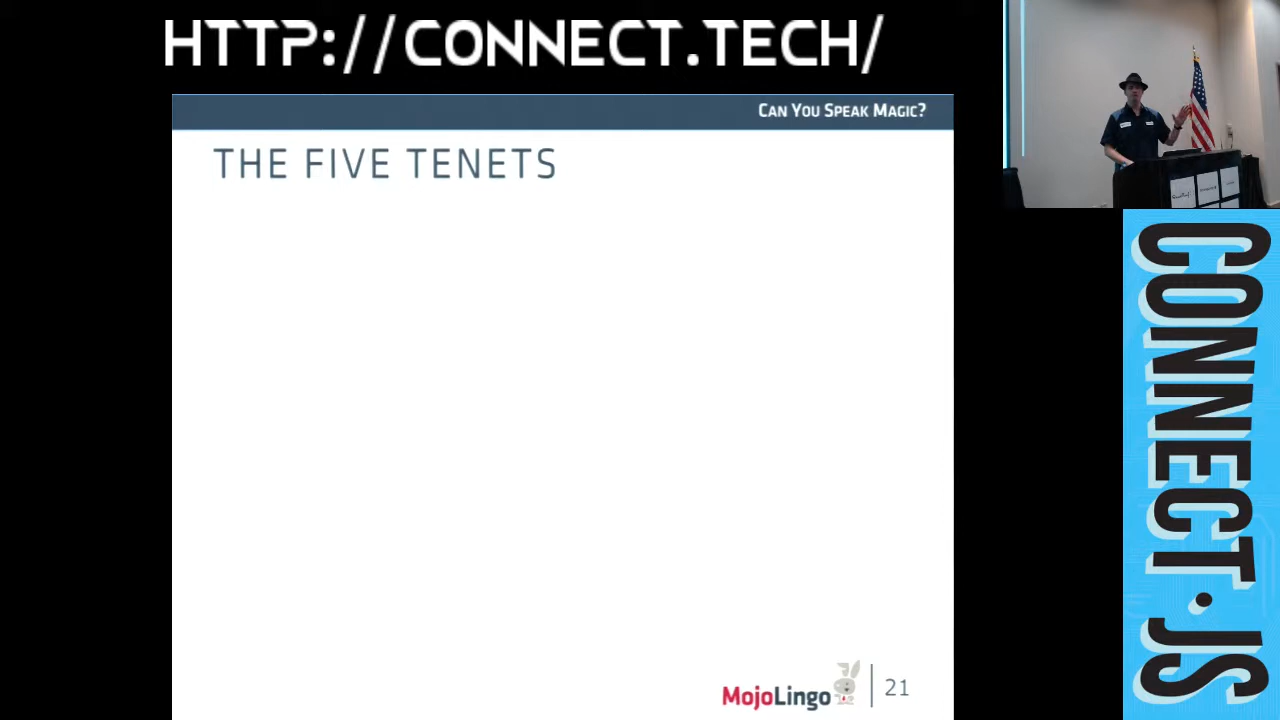 HTTP://CONNECT.TECH/
CAN YOU SPEAK MAGIC?
THE FIVE TENETS
MojoLingo
21
CONNECT.JS